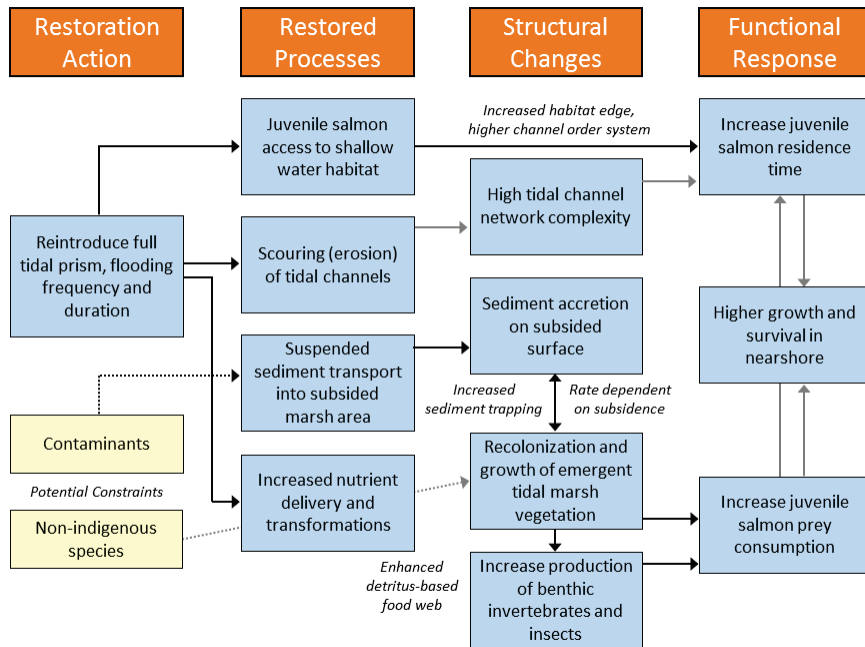 Restoration
Action
Restored
Processes
Structural
Changes
Functional
Response
Juvenile salmon
access to shallow
water habitat
Increased habitat edge,
higher channel order system
Increase juvenile
salmon residence
time
High tidal channel
network complexity
Reintroduce full
tidal prism, flooding
frequency and
duration
Scouring (erosion)
of tidal channels
Sediment accretion
on subsided
surface
Higher growth and
survival in
nearshore
Suspended
sediment transport
into subsided
marsh area
Increased
sediment trapping
Rate dependent
on subsidence
Contaminants
Potential Constraints
Non-indigenous
species
Increased nutrient
delivery and
transformations
Recolonization and
growth of emergent
tidal marsh
vegetation
Increase juvenile
salmon prey
consumption
Enhanced
detritus-based
food web
Increase production
of benthic
invertebrates and
insects